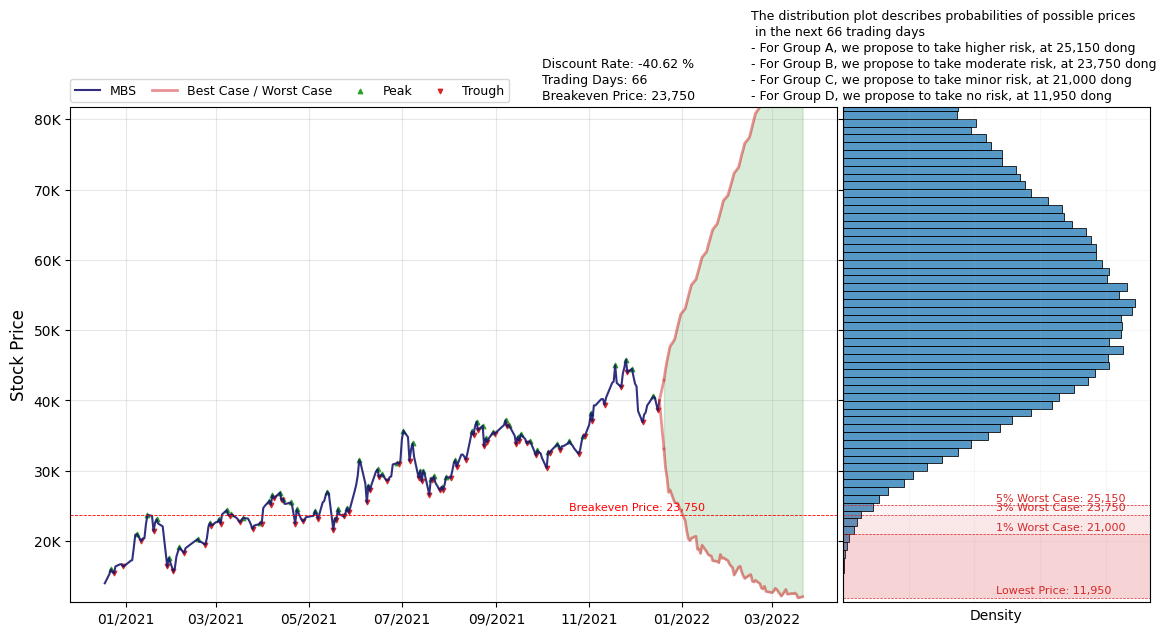 The distribution plot describes probabilities of possible prices
in the next 66 trading days
- For Group A, we propose to take higher risk, at 25,150 dong
- For Group B, we propose to take moderate risk, at 23,750 dong
- For Group C, we propose to take minor risk, at 21,000 dong
- For Group D, we propose to take no risk, at 11,950 dong
Discount Rate: -40.62 %
Trading Days: 66
Breakeven Price: 23,750
MBS
Best Case / Worst Case
Peak
Trough
Stock Price
80K
70K
60K
50K
40K
30K
20K
Breakeven Price: 23,750
01/2021
03/2021
05/2021
07/2021
09/2021
11/2021
01/2022
03/2022
5% Worst Case: 25,150
3% Worst Case: 23,750
1% Worst Case: 21,000
Lowest Price: 11,950
Density